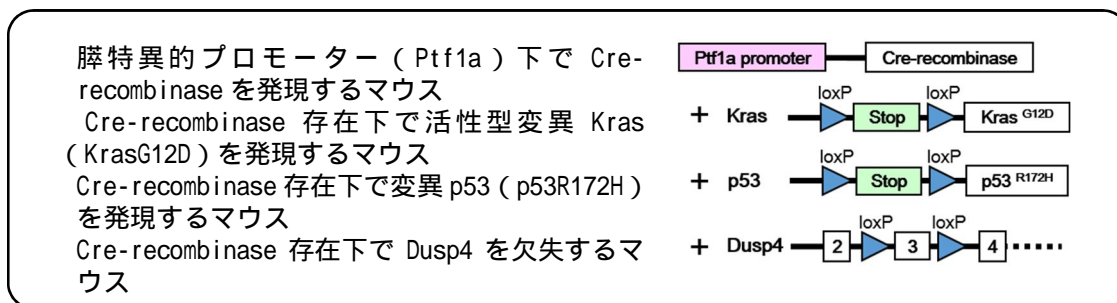 膵特異的プロモーター(Ptf1a)下で Cre-
recombinase を発現するマウス
Cre-recombinase 存在下で活性型変異 Kras
(KrasG12D)を発現するマウス
Cre-recombinase 存在下で変異 p53(p53R172H)
を発現するマウス
Cre-recombinase 存在下で Dusp4 を欠失するマ
ウス
Ptf1a promoter Cre-recombinase
loxP loxP
+ Kras Stop Kras G12D
loxP loxP
+ p53 Stop p53 R172H
loxP loxP
+ Dusp4 2 3 4